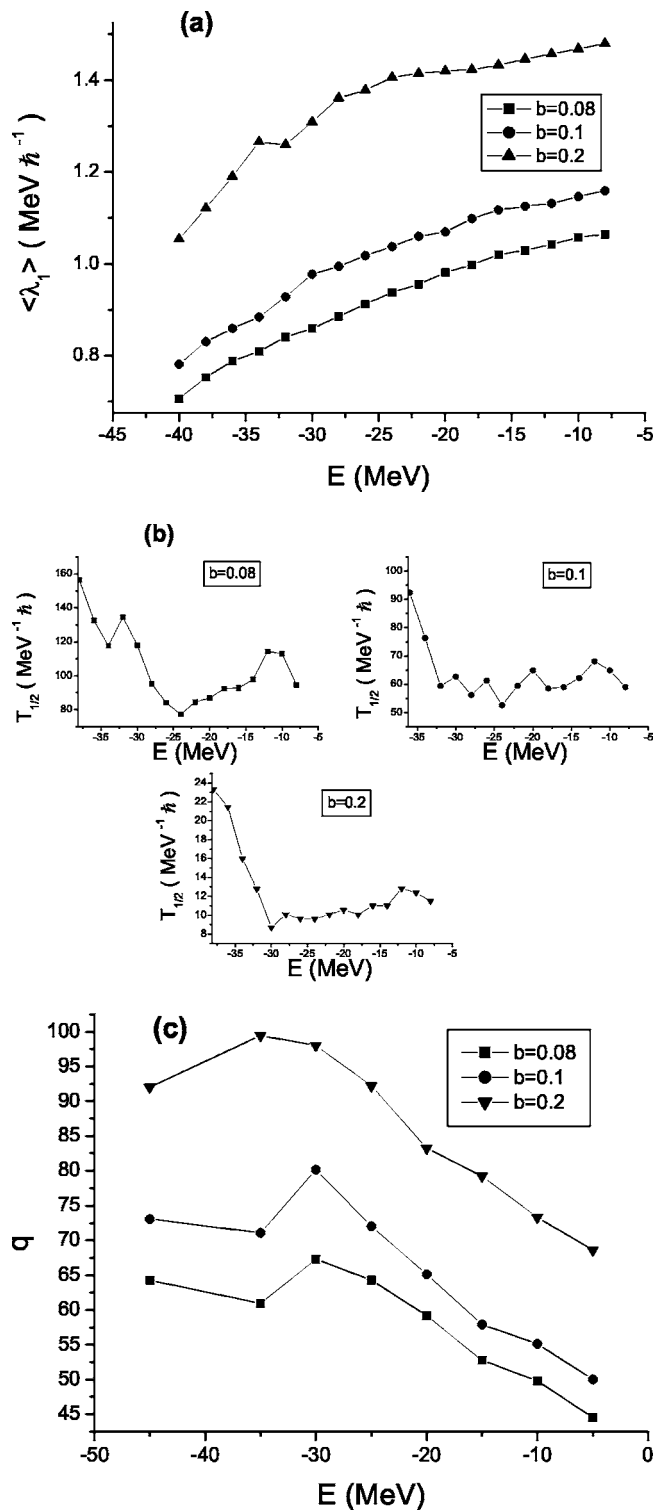 (a)
<λ₁> ( MeV ℏ⁻¹ )
1.4
1.2
1.0
0.8
b=0.08
b=0.1
b=0.2
-45 -40 -35 -30 -25 -20 -15 -10 -5
E (MeV)
(b)
T₁/₂ ( MeV⁻¹ ℏ )
160
140
120
100
80
b=0.08
-35 -30 -25 -20 -15 -10 -5
E (MeV)
T₁/₂ ( MeV⁻¹ ℏ )
100
90
80
70
60
50
b=0.1
-35 -30 -25 -20 -15 -10 -5
E (MeV)
T₁/₂ ( MeV⁻¹ ℏ )
24
22
20
18
16
14
12
10
8
b=0.2
-35 -30 -25 -20 -15 -10 -5
E (MeV)
(c)
q
100
95
90
85
80
75
70
65
60
55
50
45
b=0.08
b=0.1
b=0.2
-50 -40 -30 -20 -10 0
E (MeV)